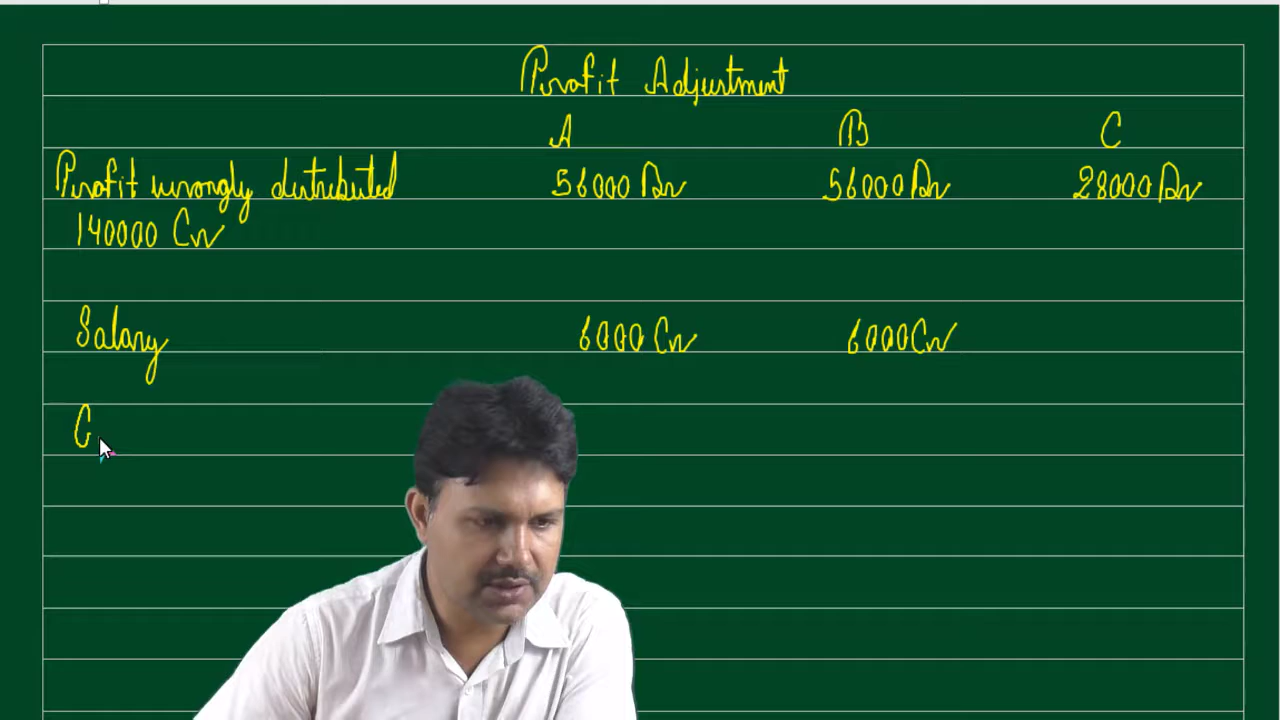 Profit Adjustment
A B C
Profit wrongly distributed 56000 Dr 56000 Dr 28000 Dr
140000 Cr
Salary 6000 Cr 6000 Cr
C